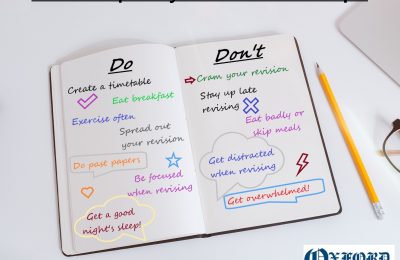 Do
Create a timetable
Eat breakfast
Exercise often
Spread out
your revision
Do past papers
Be focused
when revising
Get a good
night's sleep!
Don't
Cram your revision
Stay up late
revising
Eat badly or
skip meals
Get distracted
when revising
Get overwhelmed!
OXFORD